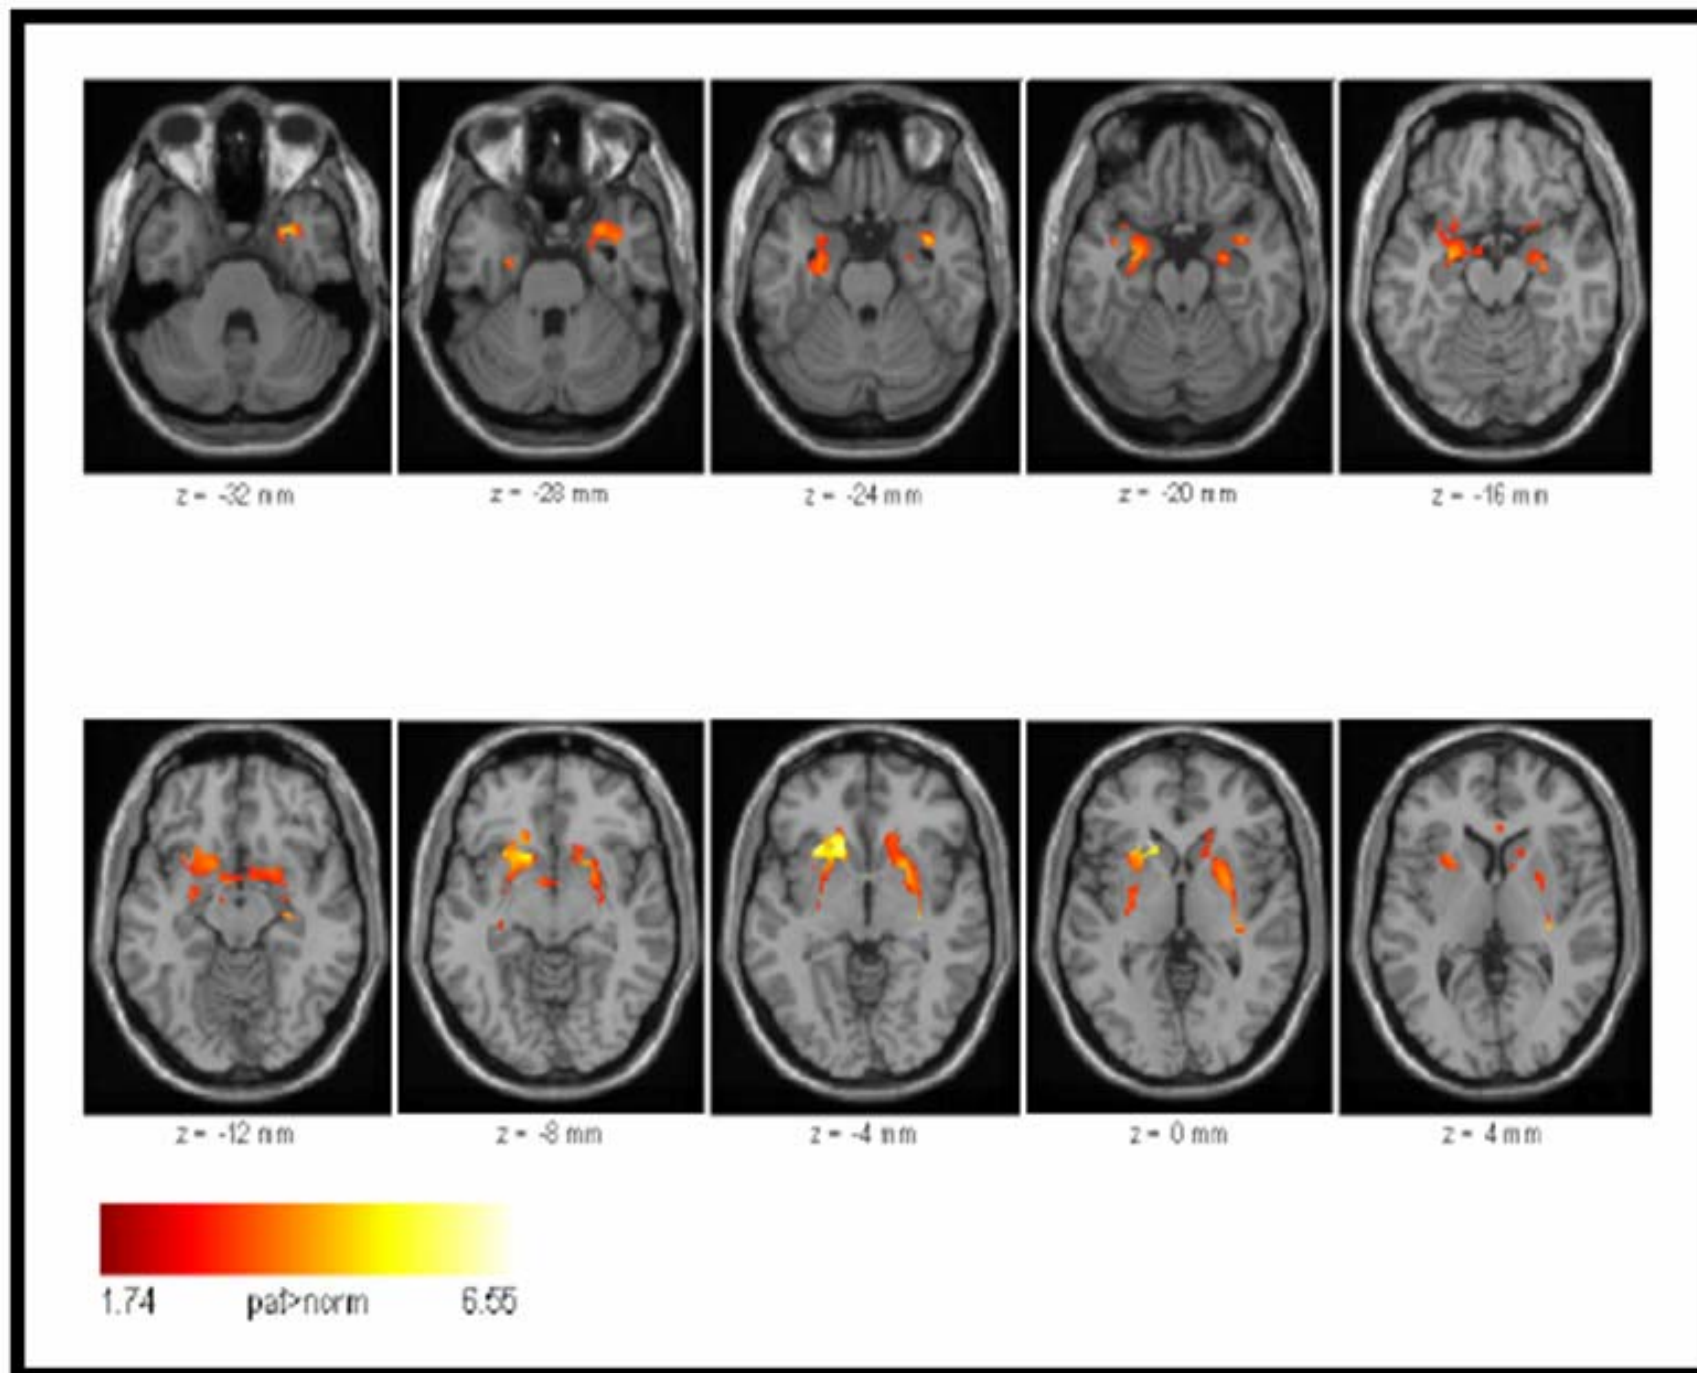 z = -32 mm
z = -28 mm
z = -24 mm
z = -20 mm
z = -16 mm
z = -12 mm
z = -8 mm
z = -4 mm
z = 0 mm
z = 4 mm
1.74 pat>norm 6.55